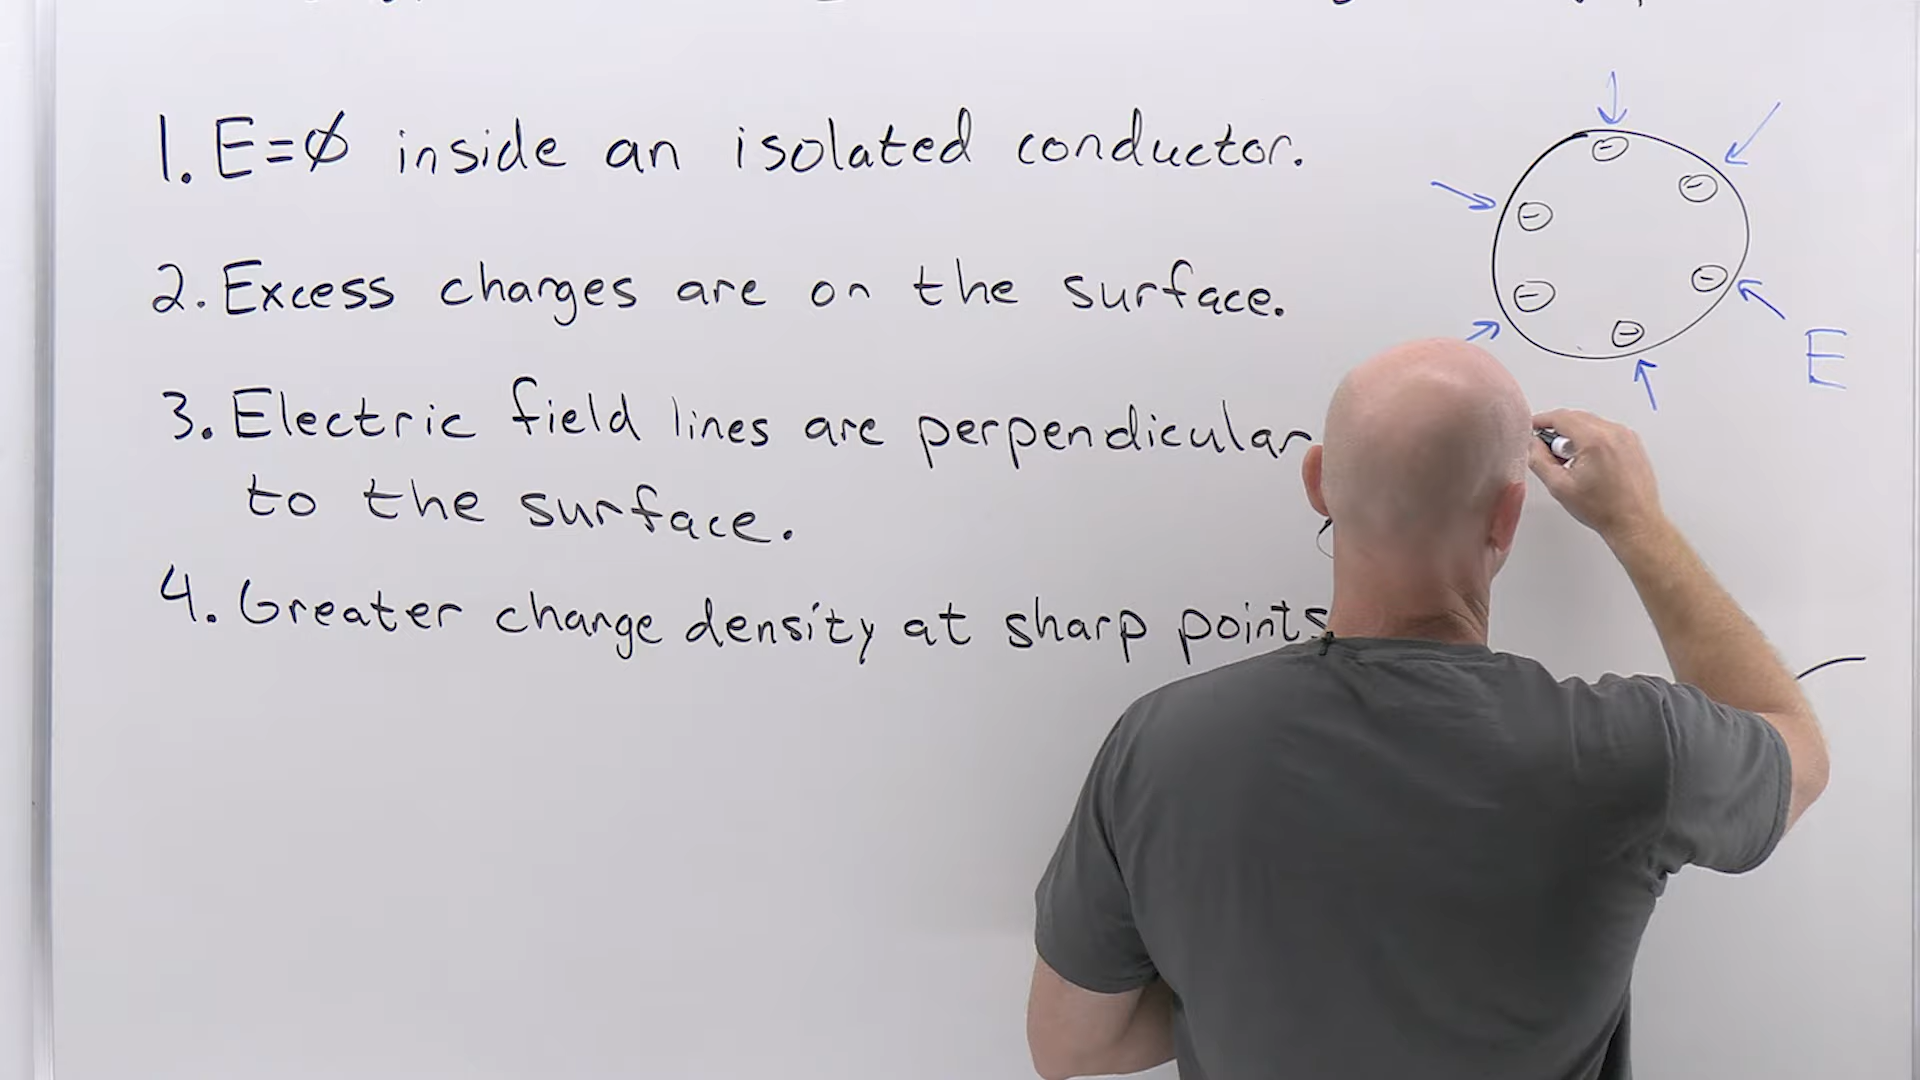 1. E=∅ inside an isolated conductor.
2. Excess charges are on the surface.
3. Electric field lines are perpendicular
to the surface.
4. Greater change density at sharp points
E